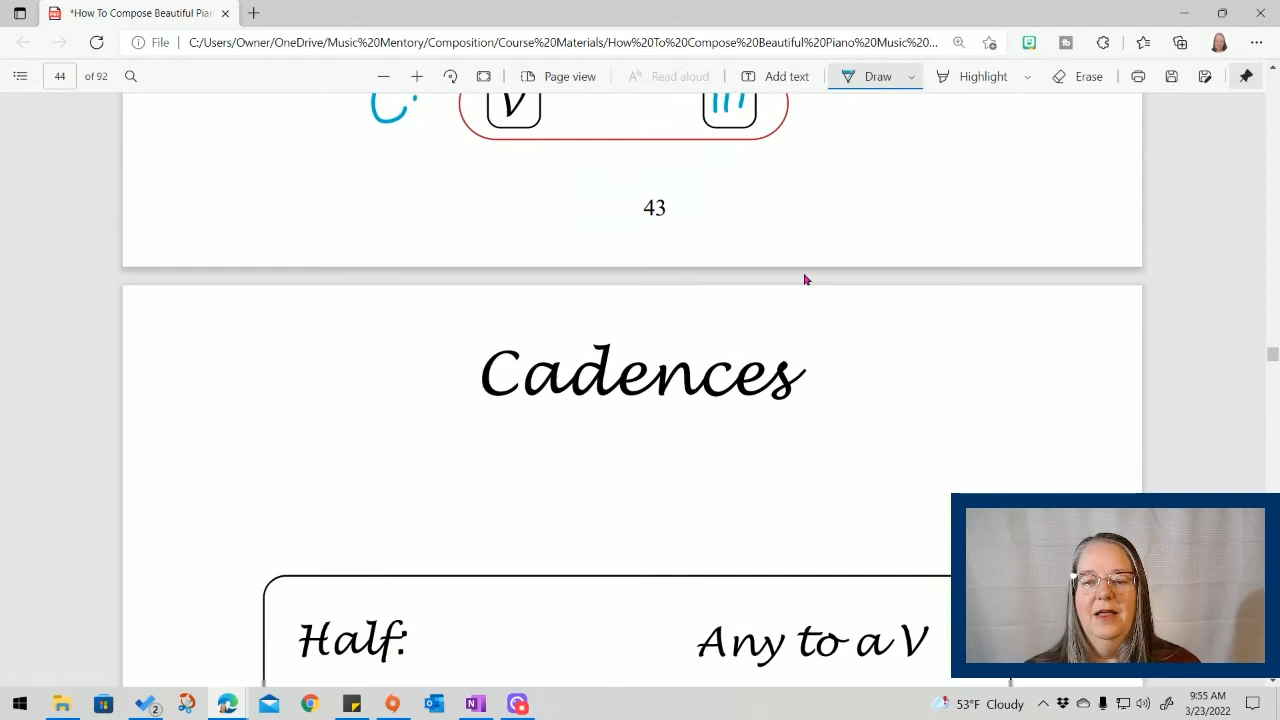 *How To Compose Beautiful Pian
File
C:/Users/Owner/OneDrive/Music%20Mentory/Composition/Course%20Materials/How%20To%20Compose%20Beautiful%20Piano%20Music%20...
44 of 92
Page view
Read aloud
Add text
Draw
Highlight
Erase
C: V
43
Cadences
Half: Any to a V
2
53°F Cloudy
9:55 AM
3/23/2022